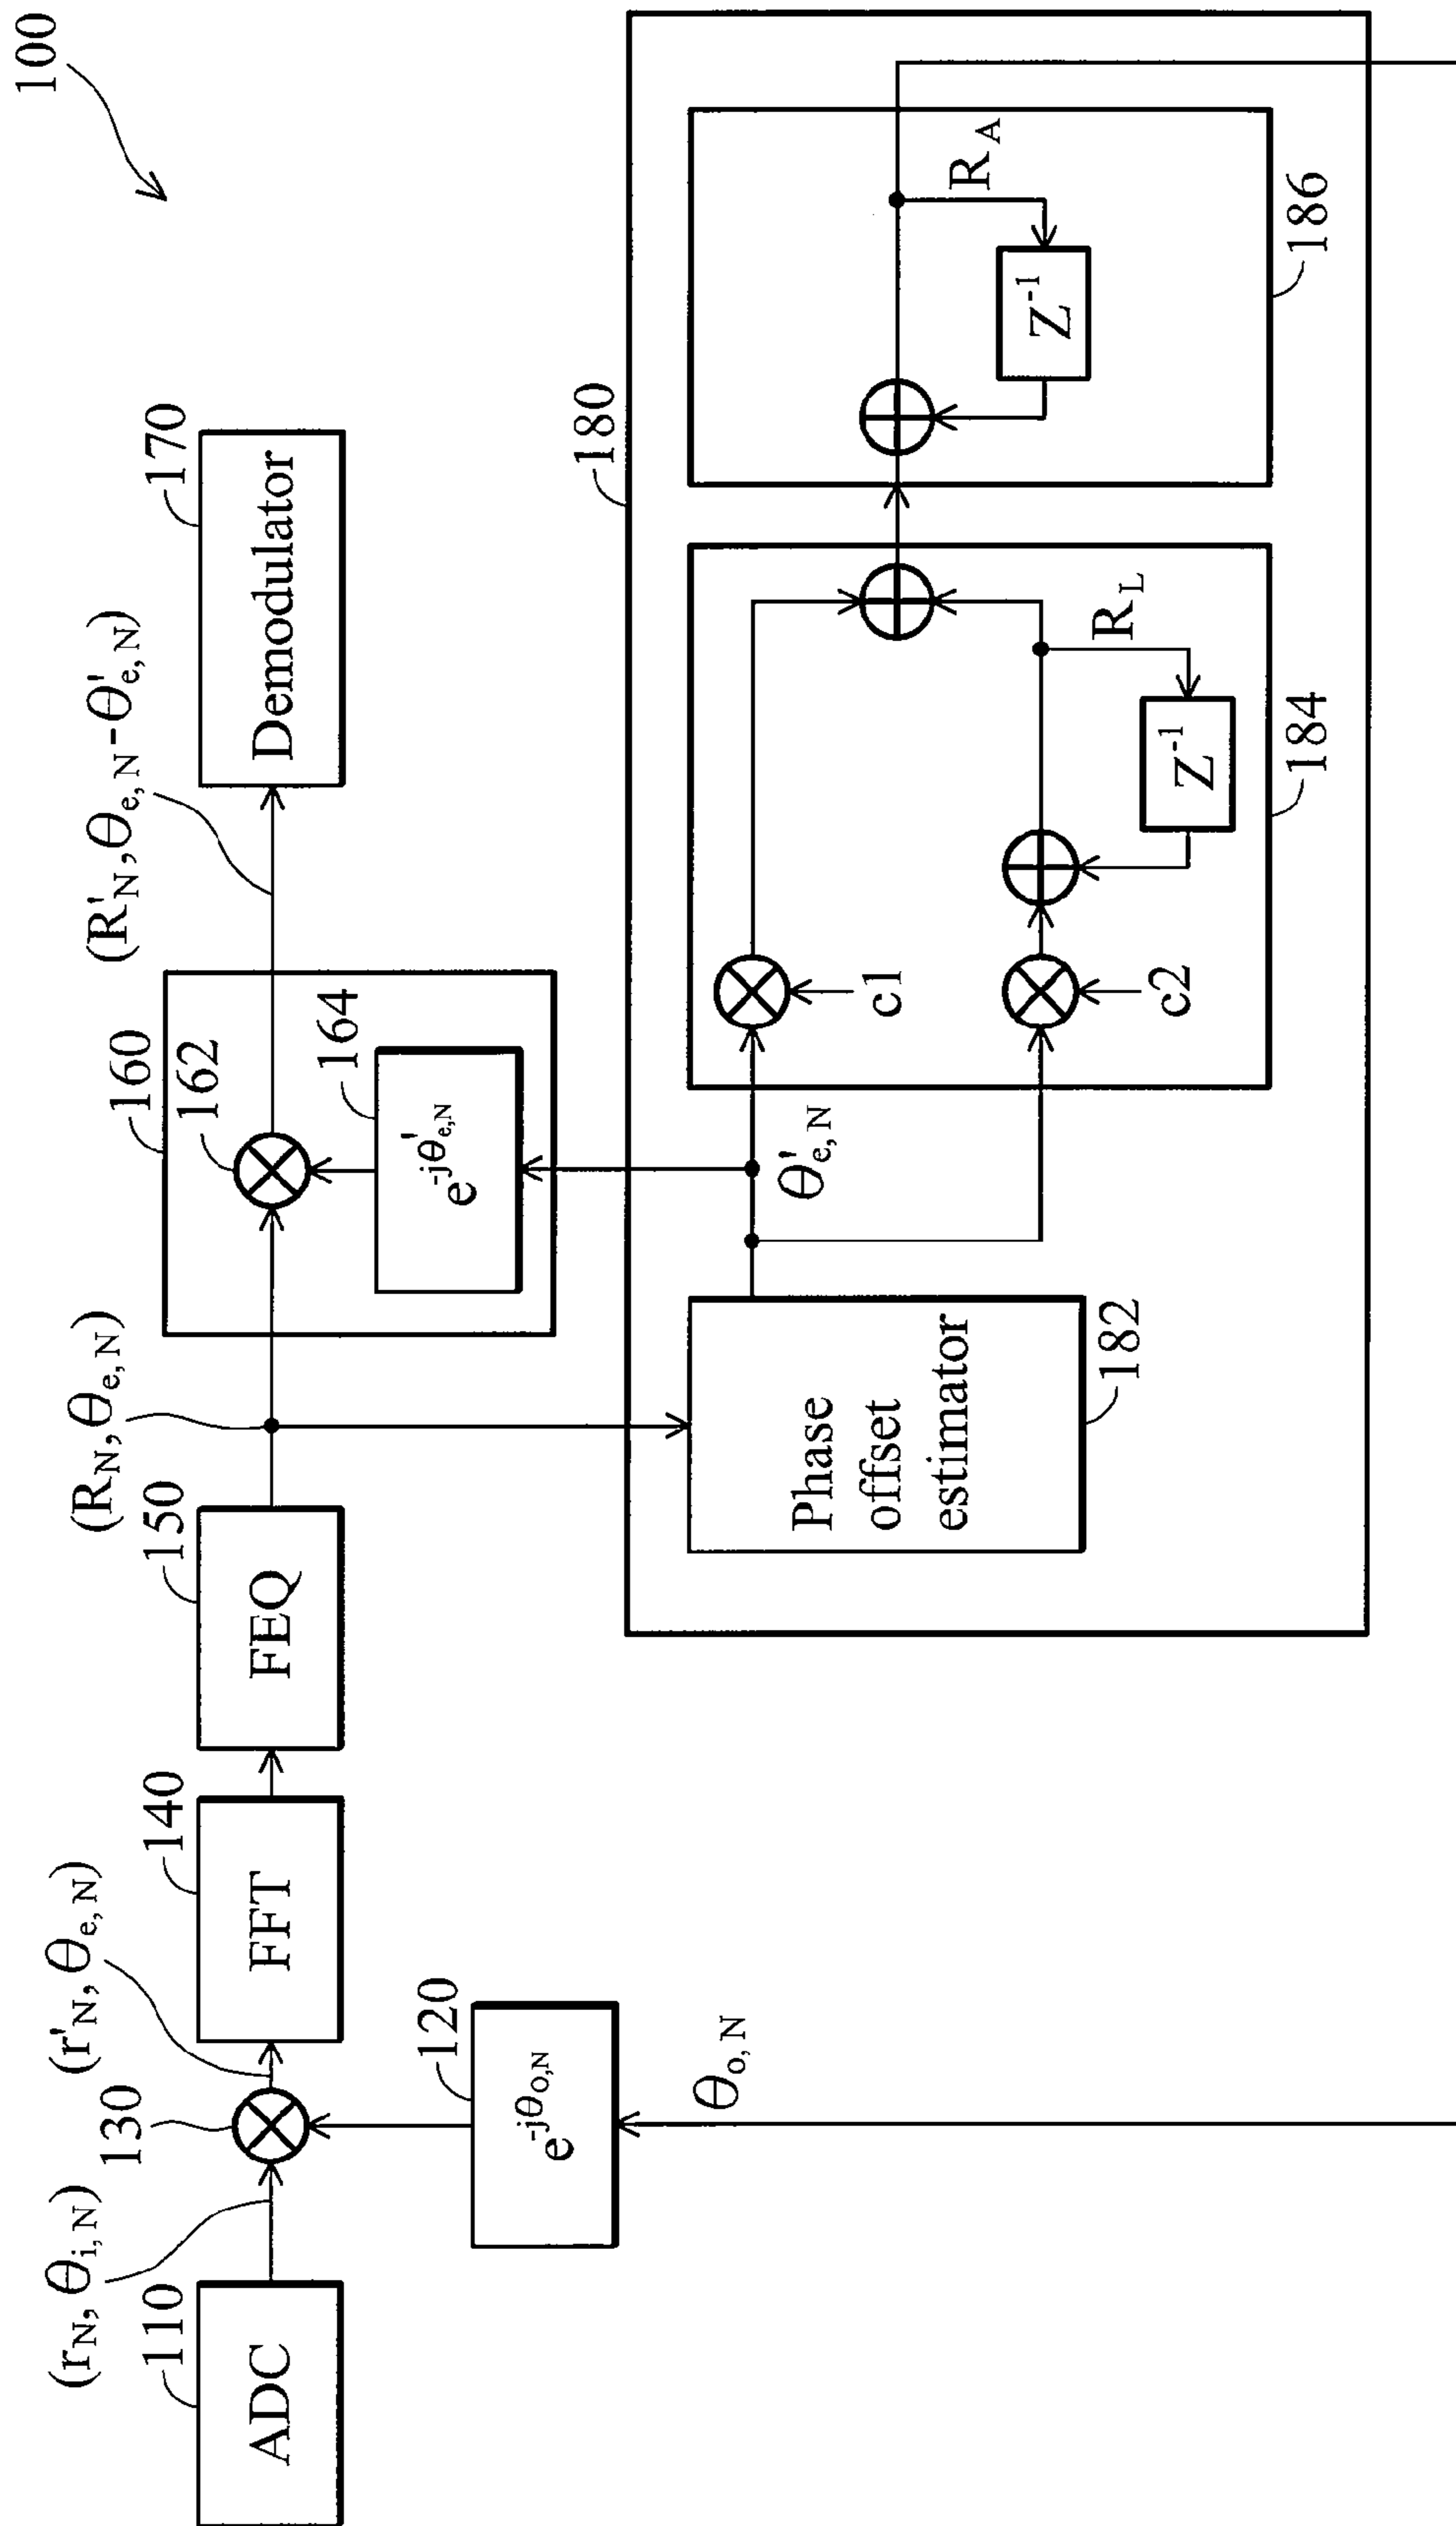 100
(r_N, θ_i,N)
110
ADC
130
(r'_N, θ_e,N)
140
FFT
150
FEQ
(R_N, θ_e,N)
160
162
164
e^-jθ'_e,N
(R'_N, θ_e,N-θ'_e,N)
170
Demodulator
120
e^-jθ_O,N
θ_o,N
180
Phase
offset
estimator
182
θ'_e,N
c1
c2
R_L
Z^-1
184
R_A
Z^-1
186